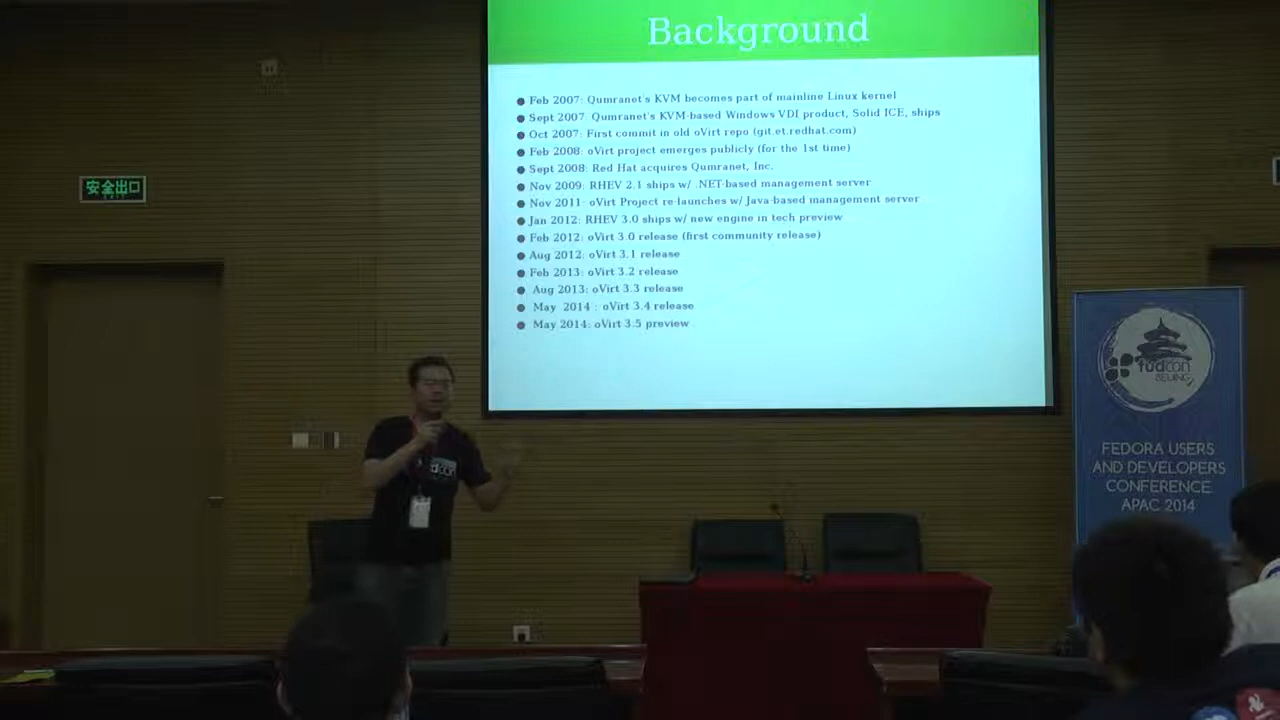 Background
Feb 2007: Qumranet's KVM becomes part of mainline Linux kernel
Sept 2007: Qumranet's KVM-based Windows VDI product, Solid ICE, ships
Oct 2007: First commit in old oVirt repo (git.et.redhat.com)
Feb 2008: oVirt project emerges publicly (for the 1st time)
Sept 2008: Red Hat acquires Qumranet, Inc.
Nov 2009: RHEV 2.1 ships w/ .NET-based management server
Nov 2011: oVirt Project re-launches w/ Java-based management server
Jan 2012: RHEV 3.0 ships w/ new engine in tech preview
Feb 2012: oVirt 3.0 release (first community release)
Aug 2012: oVirt 3.1 release
Feb 2013: oVirt 3.2 release
Aug 2013: oVirt 3.3 release
May 2014 : oVirt 3.4 release
May 2014: oVirt 3.5 preview
安全出口
fudcon
BEIJING
FEDORA USERS
AND DEVELOPERS
CONFERENCE
APAC 2014